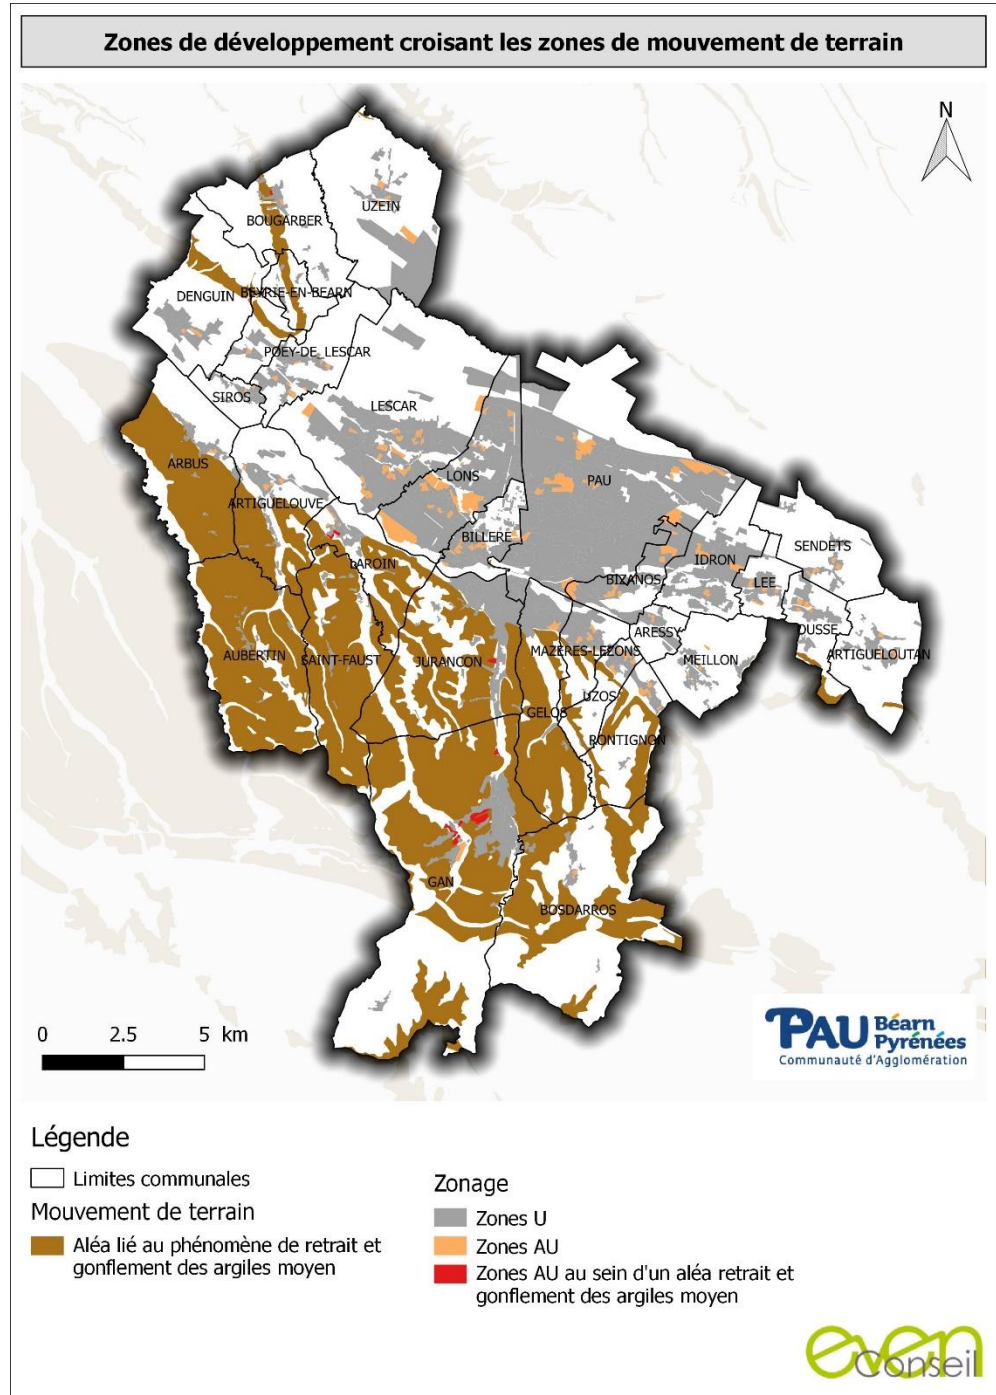 Zones de développement croisant les zones de mouvement de terrain
N
UZEIN
BOUGARBER
DENGUIN
BEYRIE-EN-BEARN
POEY-DE_LESCAR
SIROS
LESCAR
ARBUS
LONS
PAU
ARTIGUELOUVE
BILLERE
SENDETS
IDRON
LAROIN
BIZANOS
LEE
ARESSY
OUSSE
AUBERTIN
SAINT-FAUST
JURANCON
MAZERES-LEZONS
MEILLON
ARTIGUELOUTAN
UZOS
GELOS
RONTIGNON
GAN
BOSDARROS
0 2.5 5 km
PAU Béarn
Pyrénées
Communauté d'Agglomération
Légende
Limites communales
Mouvement de terrain
Aléa lié au phénomène de retrait et
gonflement des argiles moyen
Zonage
Zones U
Zones AU
Zones AU au sein d'un aléa retrait et
gonflement des argiles moyen
even
Conseil